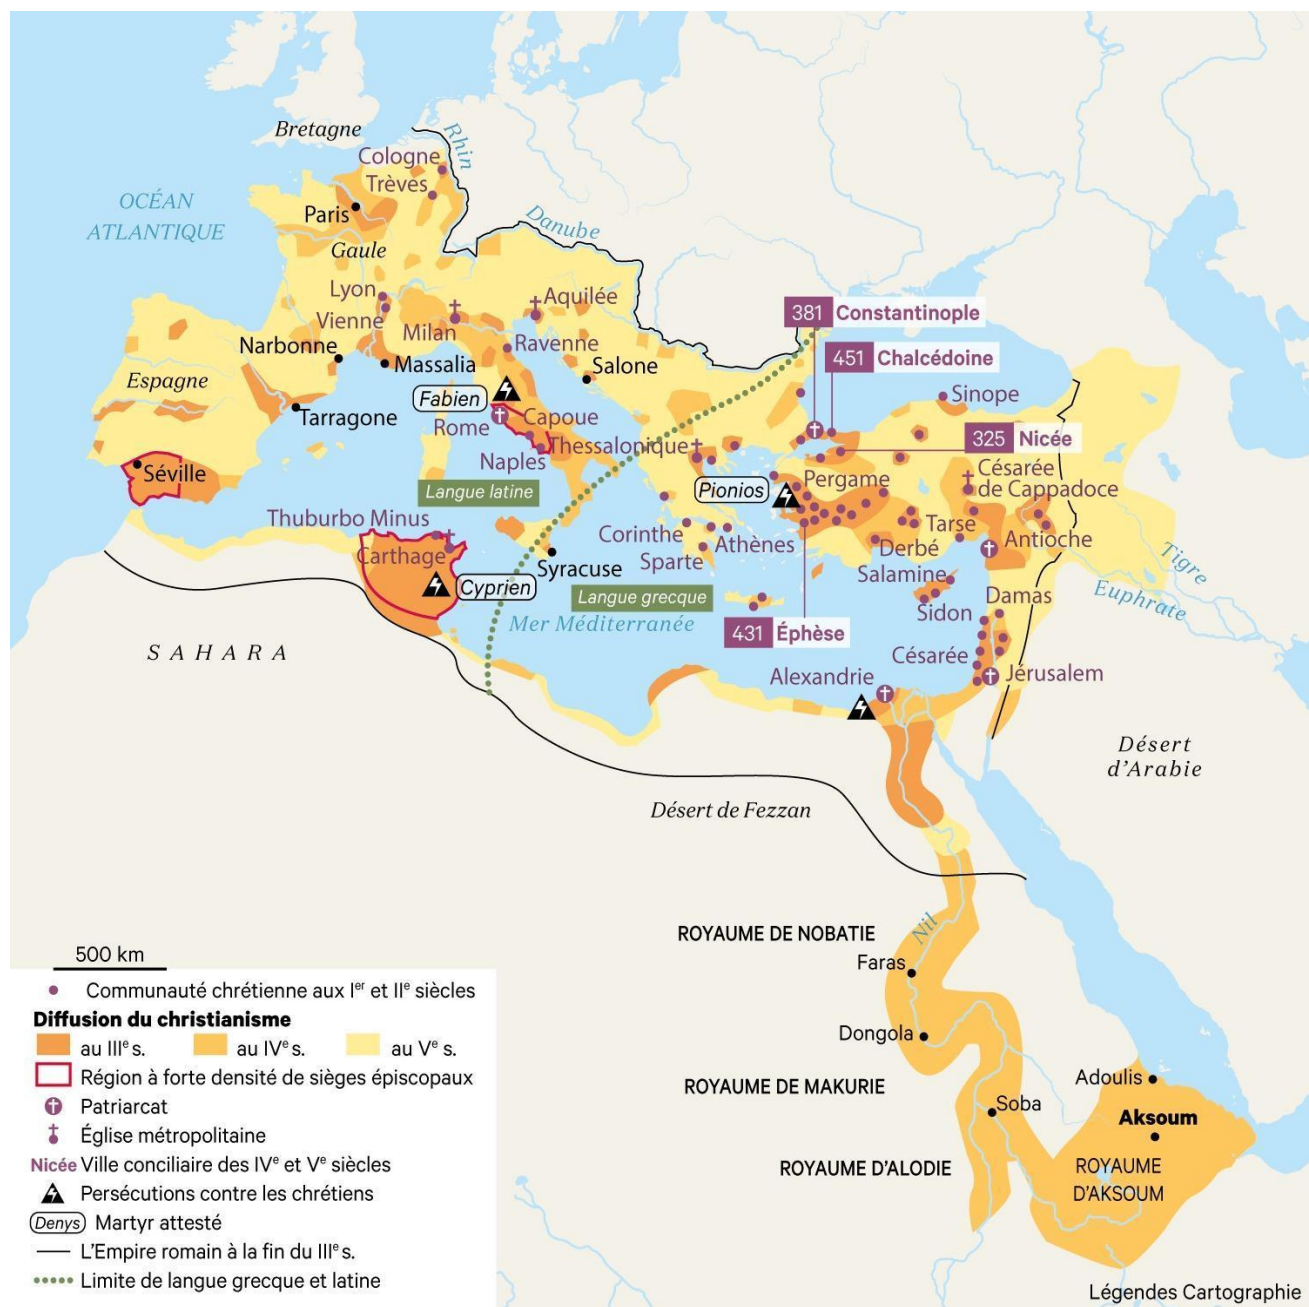 Bretagne
Rhin
Cologne
Trèves
OCÉAN
ATLANTIQUE
Paris
Danube
Gaule
Lyon
Aquilée
381 Constantinople
Vienne
Milan
Ravenne
451 Chalcédoine
Narbonne
Massalia
Salone
Espagne
Fabien
Sinope
Tarragone
Rome
Capoue
325 Nicée
Thessalonique
Naples
Césarée
de Cappadoce
Séville
Langue latine
Pionios
Pergame
Thuburbo Minus
Corinthe
Athènes
Tarse
Antioche
Carthage
Sparte
Derbé
Tigre
Syracuse
Salamine
Cyprien
Langue grecque
Sidon
Damas
Euphrate
Mer Méditerranée
431 Éphèse
SAHARA
Césarée
Alexandrie
Jérusalem
Désert
d'Arabie
Désert de Fezzan
Nil
ROYAUME DE NOBATIE
Faras
Dongola
ROYAUME DE MAKURIE
Adoulis
Soba
Aksoum
ROYAUME D'ALODIE
ROYAUME
D'AKSOUM
500 km
Communauté chrétienne aux Ier et IIe siècles
Diffusion du christianisme
au IIIe s. au IVe s. au Ve s.
Région à forte densité de sièges épiscopaux
Patriarcat
Église métropolitaine
Nicée Ville conciliaire des IVe et Ve siècles
Persécutions contre les chrétiens
Denys Martyr attesté
L'Empire romain à la fin du IIIe s.
Limite de langue grecque et latine
Légendes Cartographie